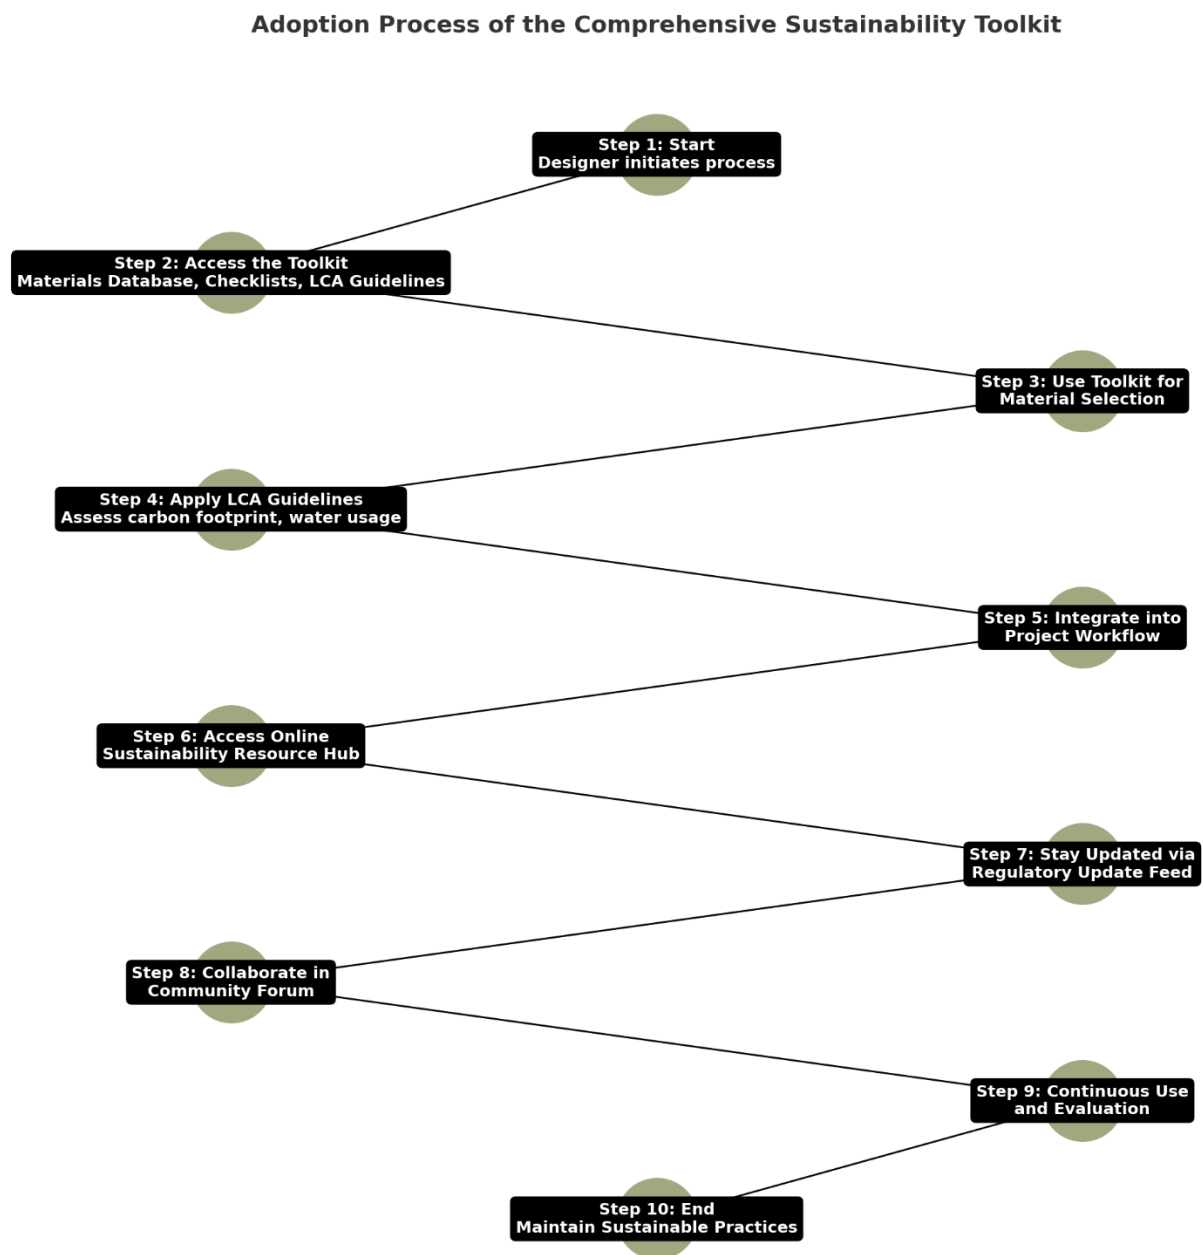 Adoption Process of the Comprehensive Sustainability Toolkit
Step 1: Start
Designer initiates process
Step 2: Access the Toolkit
Materials Database, Checklists, LCA Guidelines
Step 3: Use Toolkit for
Material Selection
Step 4: Apply LCA Guidelines
Assess carbon footprint, water usage
Step 5: Integrate into
Project Workflow
Step 6: Access Online
Sustainability Resource Hub
Step 7: Stay Updated via
Regulatory Update Feed
Step 8: Collaborate in
Community Forum
Step 9: Continuous Use
and Evaluation
Step 10: End
Maintain Sustainable Practices